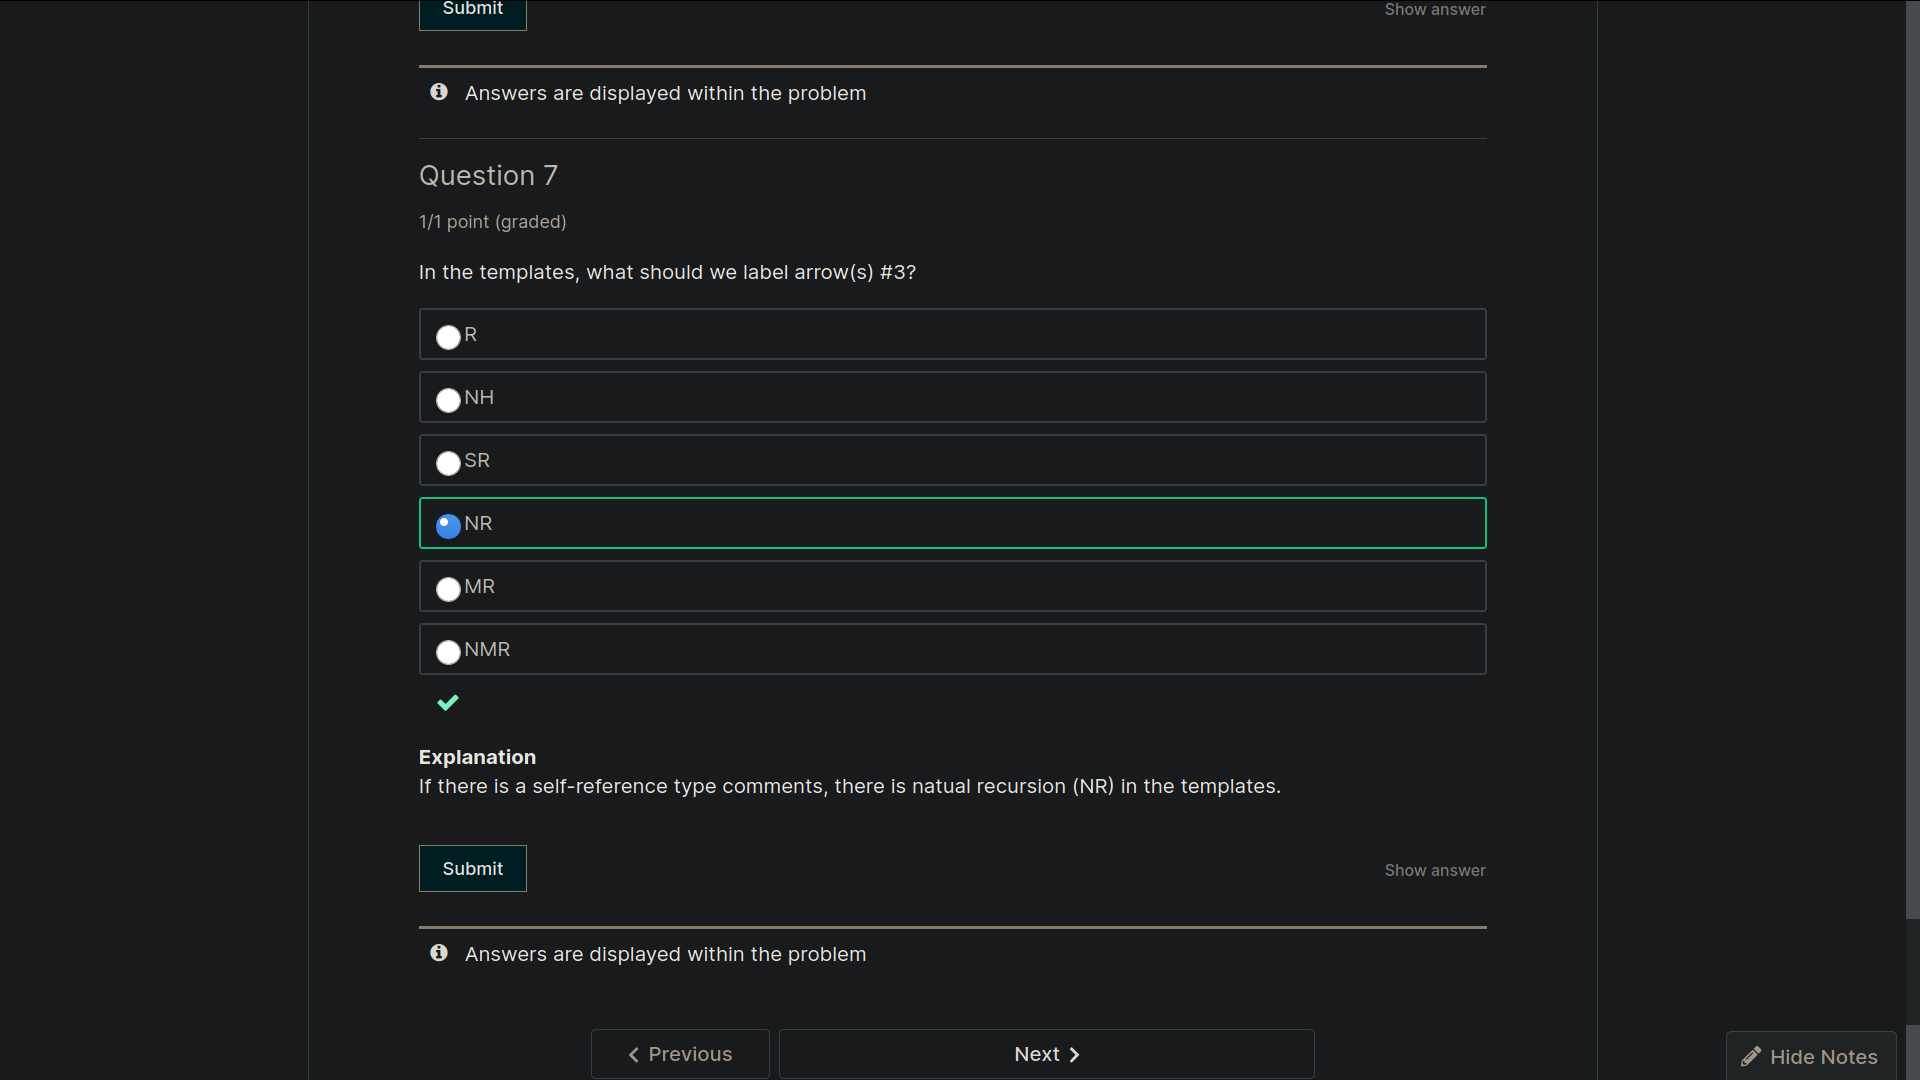 Submit
Show answer
Answers are displayed within the problem
Question 7
1/1 point (graded)
In the templates, what should we label arrow(s) #3?
R
NH
SR
NR
MR
NMR
Explanation
If there is a self-reference type comments, there is natual recursion (NR) in the templates.
Submit
Show answer
Answers are displayed within the problem
Previous
Next
Hide Notes